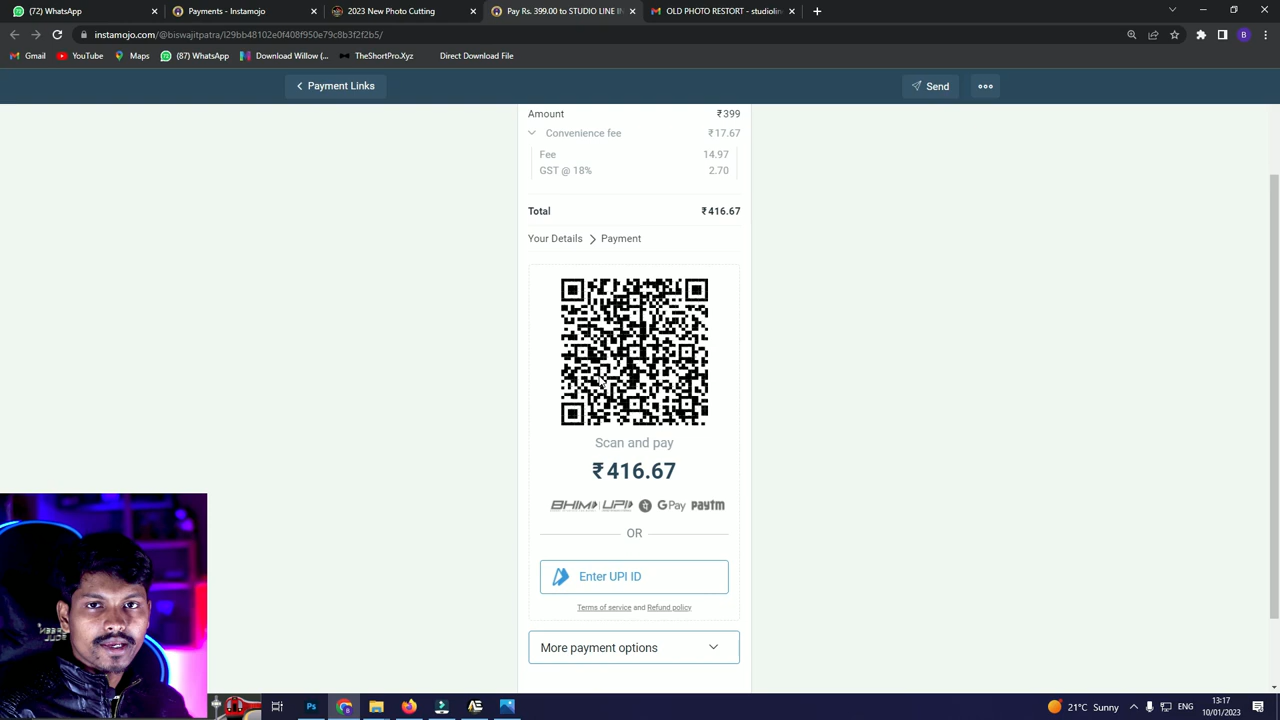 (87) WhatsApp
Payments - Instamojo
2023 New Photo Cutting
Pay Rs. 399.00 STUDIO LINE IN
OLD PHOTO RESTORT - studiolin
instamojo.com/@biswajitpatra/l29bb48102e0f408f950e79c8b3f2f2b5/
Gmail
YouTube
Maps
(87) WhatsApp
Download Willow (...
TheShortPro.Xyz
Direct Download File
Payment Links
Send
Amount ₹399
Convenience fee ₹17.67
Fee 14.97
GST @ 18% 2.70
Total ₹416.67
Your Details > Payment
Scan and pay
₹416.67
BHIM UPI G Pay Paytm
OR
Enter UPI ID
Terms of service and Refund policy
More payment options
21°C Sunny
ENG
13:17
10/01/2023